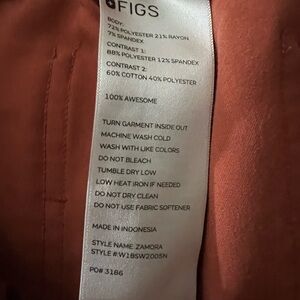 FIGS
BODY:
72% POLYESTER 21% RAYON
7% SPANDEX
CONTRAST 1:
88% POLYESTER 12% SPANDEX
CONTRAST 2:
60% COTTON 40% POLYESTER
100% AWESOME
TURN GARMENT INSIDE OUT
MACHINE WASH COLD
WASH WITH LIKE COLORS
DO NOT BLEACH
TUMBLE DRY LOW
LOW HEAT IRON IF NEEDED
DO NOT DRY CLEAN
DO NOT USE FABRIC SOFTENER
MADE IN INDONESIA
STYLE NAME: ZAMORA
STYLE #:W18SW2005N
PO# 3186